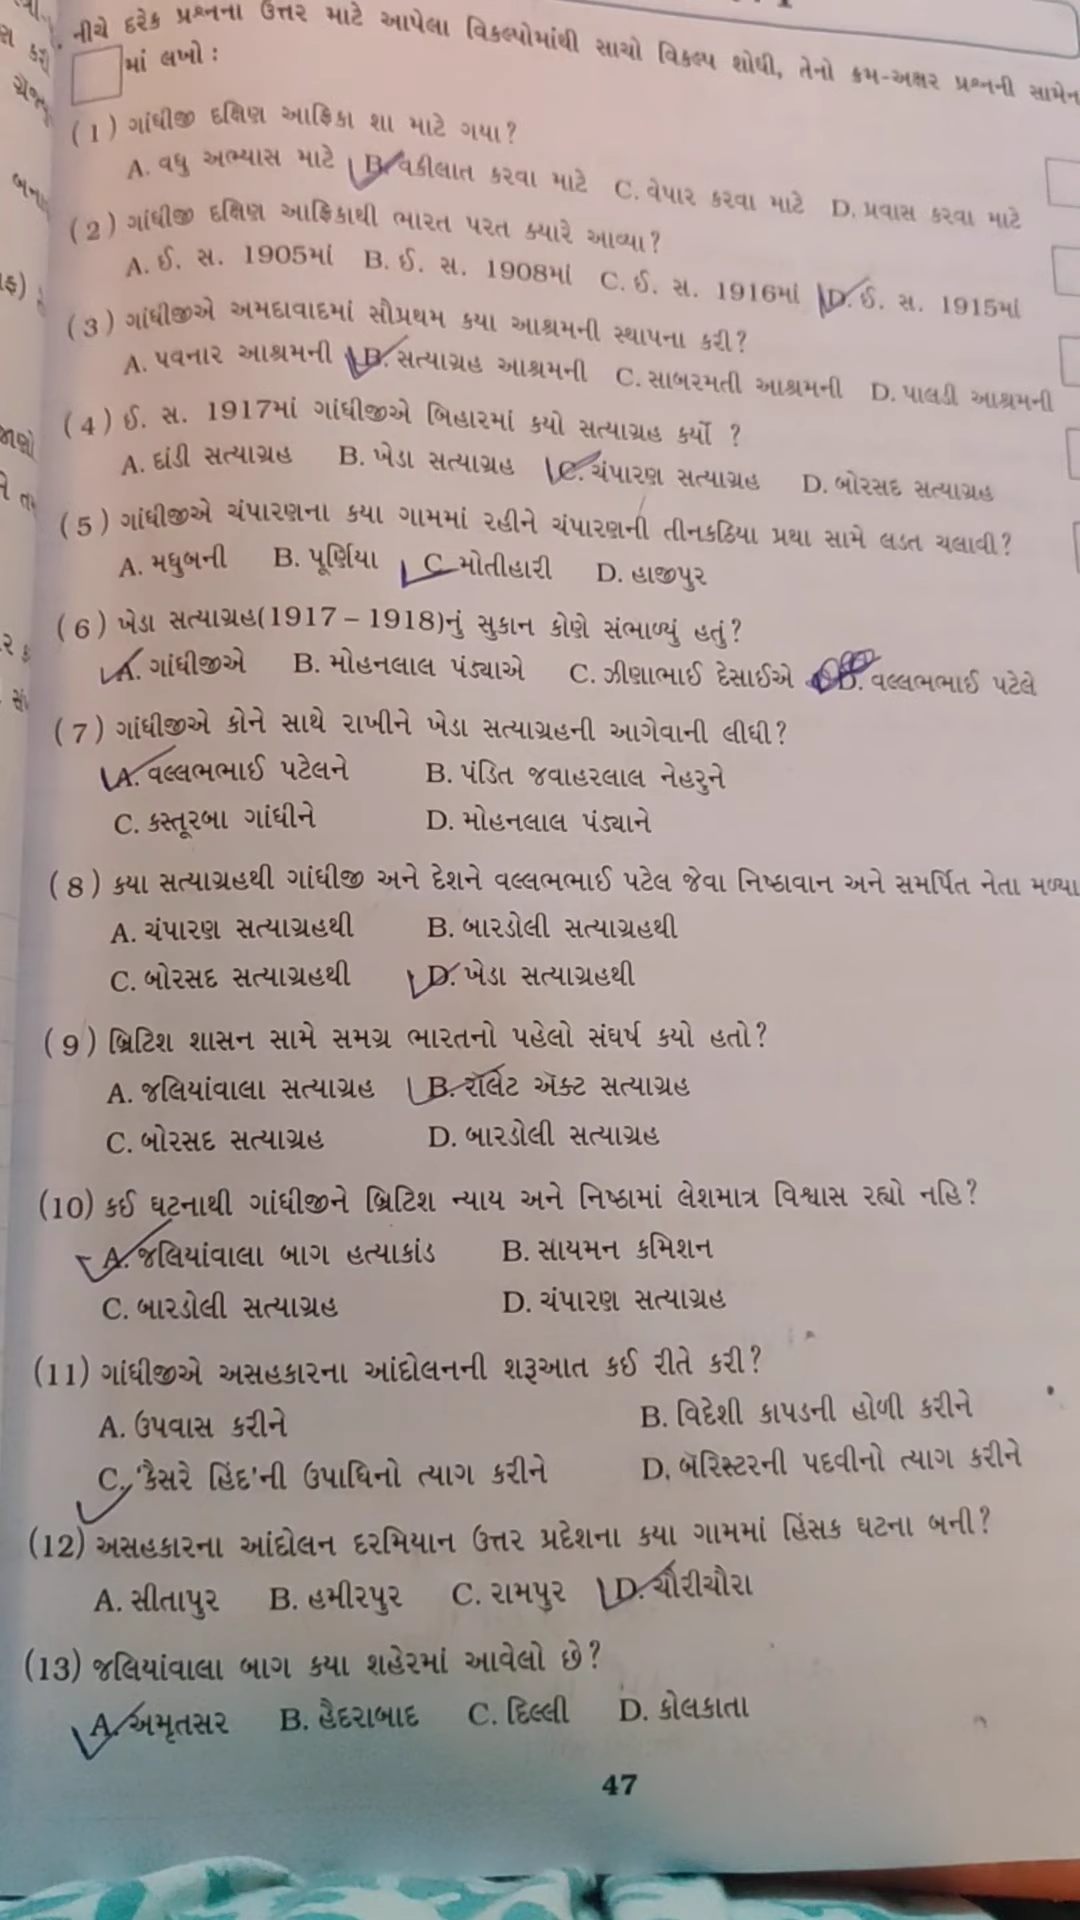 નીચે દરેક પ્રશ્નના ઉત્તર માટે આપેલા વિકલ્પોમાંથી સાચો વિકલ્પ શોધી, તેનો ક્રમ-અક્ષર પ્રશ્નની સામેન
માં લખો :
(1) ગાંધીજી દક્ષિણ આફ્રિકા શા માટે ગયા?
A. વધુ અભ્યાસ માટે B. વકીલાત કરવા માટે C. વેપાર કરવા માટે D. પ્રવાસ કરવા માટે
(2) ગાંધીજી દક્ષિણ આફ્રિકાથી ભારત પરત ક્યારે આવ્યા?
A. ઈ. સ. 1905માં B. ઈ. સ. 1908માં C. ઈ. સ. 1916માં D. ઈ. સ. 1915માં
(3) ગાંધીજીએ અમદાવાદમાં સૌપ્રથમ કયા આશ્રમની સ્થાપના કરી?
A. પવનાર આશ્રમની B. સત્યાગ્રહ આશ્રમની C. સાબરમતી આશ્રમની D. પાલડી આશ્રમની
(4) ઈ. સ. 1917માં ગાંધીજીએ બિહારમાં કયો સત્યાગ્રહ કર્યો ?
A. દાંડી સત્યાગ્રહ B. ખેડા સત્યાગ્રહ C. ચંપારણ સત્યાગ્રહ D. બોરસદ સત્યાગ્રહ
(5) ગાંધીજીએ ચંપારણના કયા ગામમાં રહીને ચંપારણની તીનકઠિયા પ્રથા સામે લડત ચલાવી?
A. મધુબની B. પૂર્ણિયા C. મોતીહારી D. હાજીપુર
(6) ખેડા સત્યાગ્રહ(1917 – 1918)નું સુકાન કોણે સંભાળ્યું હતું?
A. ગાંધીજીએ B. મોહનલાલ પંડ્યાએ C. ઝીણાભાઈ દેસાઈએ D. વલ્લભભાઈ પટેલે
(7) ગાંધીજીએ કોને સાથે રાખીને ખેડા સત્યાગ્રહની આગેવાની લીધી?
A. વલ્લભભાઈ પટેલને B. પંડિત જવાહરલાલ નેહરુને
C. કસ્તૂરબા ગાંધીને D. મોહનલાલ પંડ્યાને
(8) કયા સત્યાગ્રહથી ગાંધીજી અને દેશને વલ્લભભાઈ પટેલ જેવા નિષ્ઠાવાન અને સમર્પિત નેતા મળ્યા
A. ચંપારણ સત્યાગ્રહથી B. બારડોલી સત્યાગ્રહથી
C. બોરસદ સત્યાગ્રહથી D. ખેડા સત્યાગ્રહથી
(9) બ્રિટિશ શાસન સામે સમગ્ર ભારતનો પહેલો સંઘર્ષ કયો હતો?
A. જલિયાંવાલા સત્યાગ્રહ B. રૉલેટ ઍક્ટ સત્યાગ્રહ
C. બોરસદ સત્યાગ્રહ D. બારડોલી સત્યાગ્રહ
(10) કઈ ઘટનાથી ગાંધીજીને બ્રિટિશ ન્યાય અને નિષ્ઠામાં લેશમાત્ર વિશ્વાસ રહ્યો નહિ?
A. જલિયાંવાલા બાગ હત્યાકાંડ B. સાયમન કમિશન
C. બારડોલી સત્યાગ્રહ D. ચંપારણ સત્યાગ્રહ
(11) ગાંધીજીએ અસહકારના આંદોલનની શરૂઆત કઈ રીતે કરી?
A. ઉપવાસ કરીને B. વિદેશી કાપડની હોળી કરીને
C. 'કૈસરે હિંદ'ની ઉપાધિનો ત્યાગ કરીને D. બૅરિસ્ટરની પદવીનો ત્યાગ કરીને
(12) અસહકારના આંદોલન દરમિયાન ઉત્તર પ્રદેશના કયા ગામમાં હિંસક ઘટના બની?
A. સીતાપુર B. હમીરપુર C. રામપુર D. ચૌરીચૌરા
(13) જલિયાંવાલા બાગ કયા શહેરમાં આવેલો છે?
A. અમૃતસર B. હૈદરાબાદ C. દિલ્લી D. કોલકાતા
47